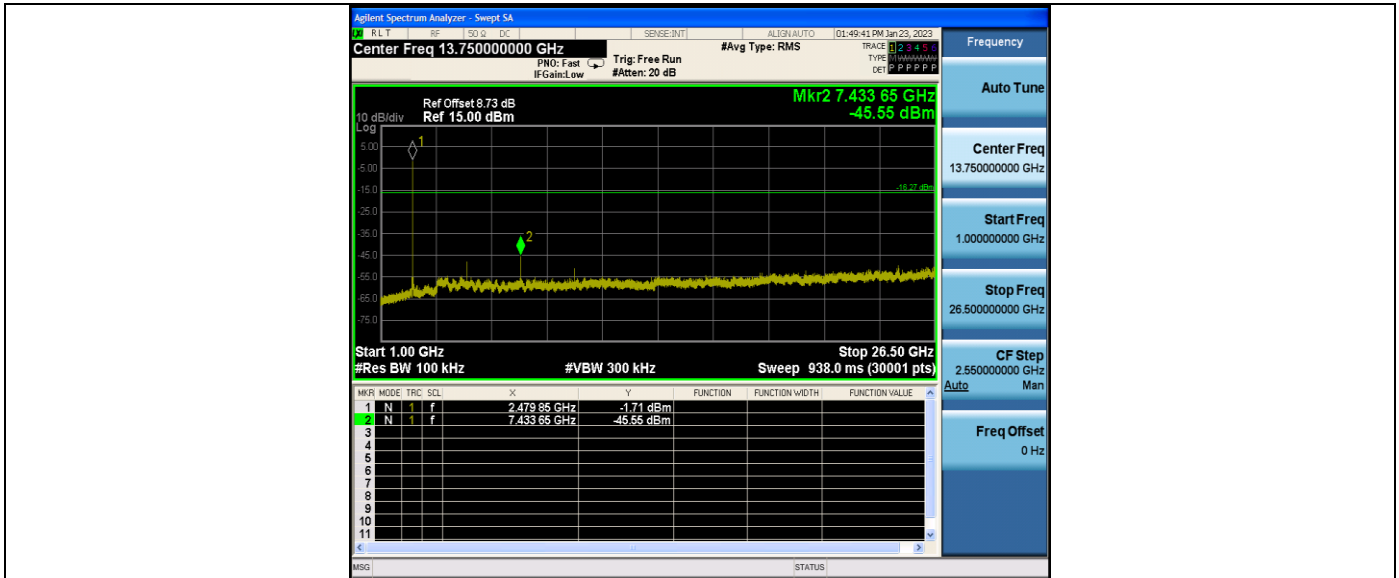 Agilent Spectrum Analyzer - Swept SA
RLT RF 50 Ω DC SENSE:INT ALIGN AUTO 01:49:41 PM Jan 23, 2023
Center Freq 13.750000000 GHz
PNO: Fast
IFGain:Low
Trig: Free Run
#Atten: 20 dB
#Avg Type: RMS
TRACE 1 2 3 4 5 6
TYPE M WWWWW
DET P P P P P P
Mkr2 7.433 65 GHz
-45.55 dBm
Ref Offset 8.73 dB
10 dB/div Ref 15.00 dBm
Log
5.00
-5.00
-15.0
-25.0
-35.0
-45.0
-55.0
-65.0
-75.0
1
2
-16.27 dBm
Start 1.00 GHz Stop 26.50 GHz
#Res BW 100 kHz #VBW 300 kHz Sweep 938.0 ms (30001 pts)
MKR MODE TRC SCL X Y FUNCTION FUNCTION WIDTH FUNCTION VALUE
1 N 1 f 2.479 85 GHz -1.71 dBm
2 N 1 f 7.433 65 GHz -45.55 dBm
3
4
5
6
7
8
9
10
11
MSG STATUS
Frequency
Auto Tune
Center Freq
13.750000000 GHz
Start Freq
1.000000000 GHz
Stop Freq
26.500000000 GHz
CF Step
2.550000000 GHz
Auto Man
Freq Offset
0 Hz